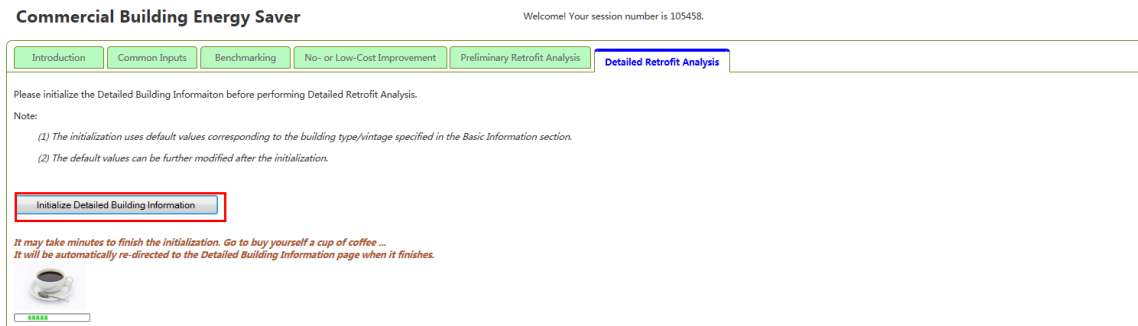 Commercial Building Energy Saver
Welcome! Your session number is 105458.
Introduction
Common Inputs
Benchmarking
No- or Low-Cost Improvement
Preliminary Retrofit Analysis
Detailed Retrofit Analysis
Please initialize the Detailed Building Informaiton before performing Detailed Retrofit Analysis.
Note:
(1) The initialization uses default values corresponding to the building type/vintage specified in the Basic Information section.
(2) The default values can be further modified after the initialization.
Initialize Detailed Building Information
It may take minutes to finish the initialization. Go to buy yourself a cup of coffee ...
It will be automatically re-directed to the Detailed Building Information page when it finishes.